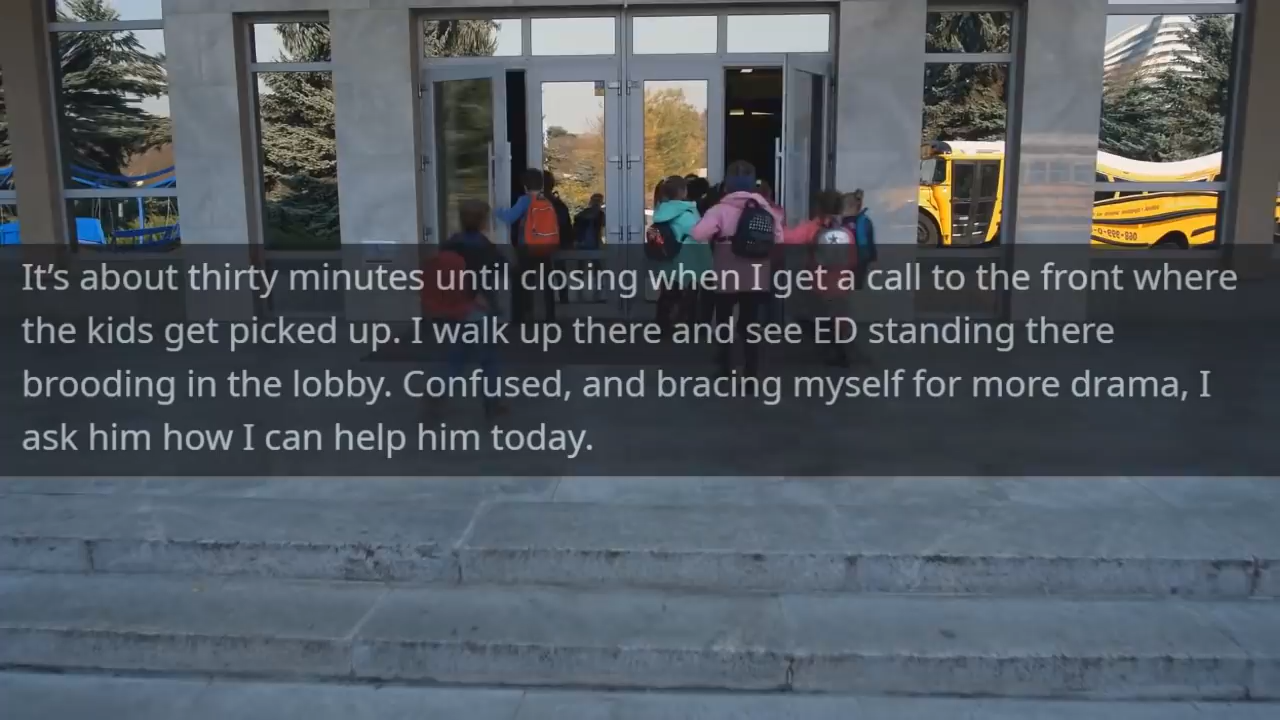 It's about thirty minutes until closing when I get a call to the front where
the kids get picked up. I walk up there and see ED standing there
brooding in the lobby. Confused, and bracing myself for more drama, I
ask him how I can help him today.